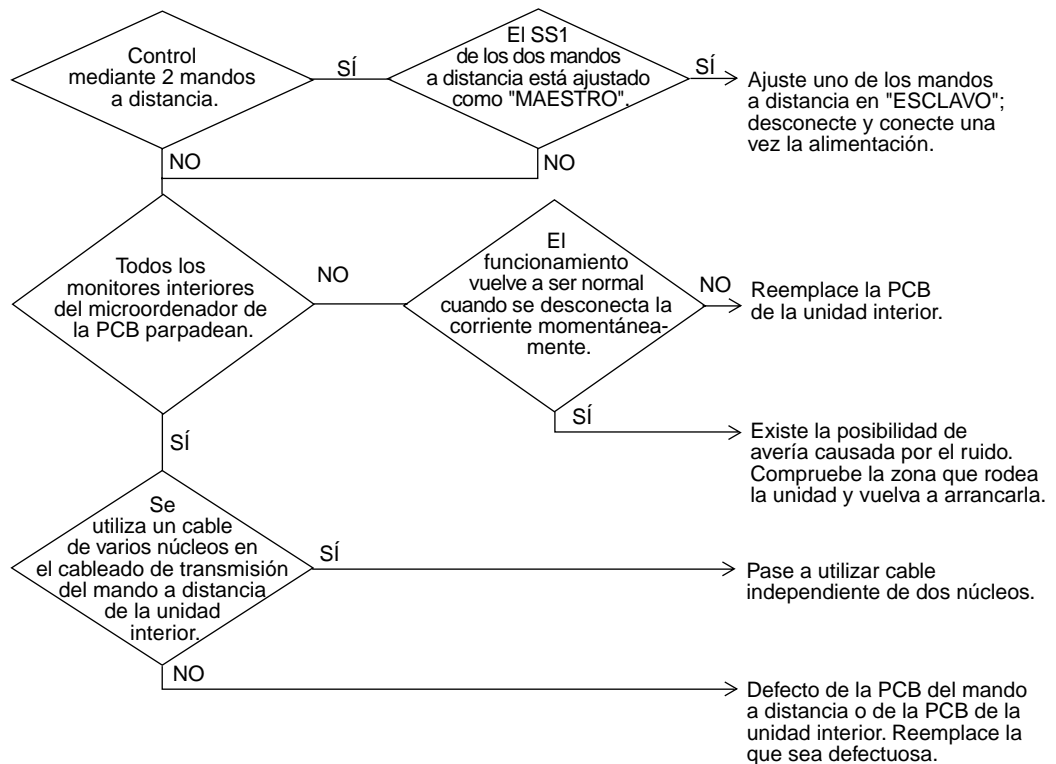 Control
mediante 2 mandos
a distancia.
SÍ
El SS1
de los dos mandos
a distancia está ajustado
como "MAESTRO".
SÍ
Ajuste uno de los mandos
a distancia en "ESCLAVO";
desconecte y conecte una
vez la alimentación.
NO
NO
Todos los
monitores interiores
del microordenador de
la PCB parpadean.
NO
El
funcionamiento
vuelve a ser normal
cuando se desconecta la
corriente momentánea-
mente.
NO
Reemplace la PCB
de la unidad interior.
SÍ
Existe la posibilidad de
avería causada por el ruido.
Compruebe la zona que rodea
la unidad y vuelva a arrancarla.
SÍ
Se
utiliza un cable
de varios núcleos en
el cableado de transmisión
del mando a distancia
de la unidad
interior.
SÍ
Pase a utilizar cable
independiente de dos núcleos.
NO
Defecto de la PCB del mando
a distancia o de la PCB de la
unidad interior. Reemplace la
que sea defectuosa.